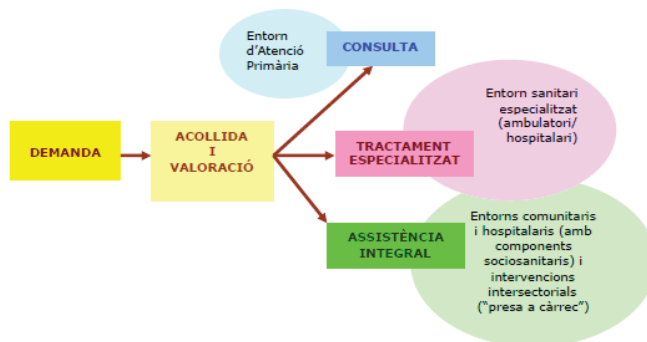 Entorn
d'Atenció
Primària
CONSULTA
Entorn sanitari
especialitzat
(ambulatori/
hospitalari)
DEMANDA
ACOLLIDA
I
VALORACIÓ
TRACTAMENT
ESPECIALITZAT
ASSISTÈNCIA
INTEGRAL
Entorns comunitaris
i hospitalaris (amb
components
sociosanitaris) i
intervencions
intersectorials
("presa a càrrec")